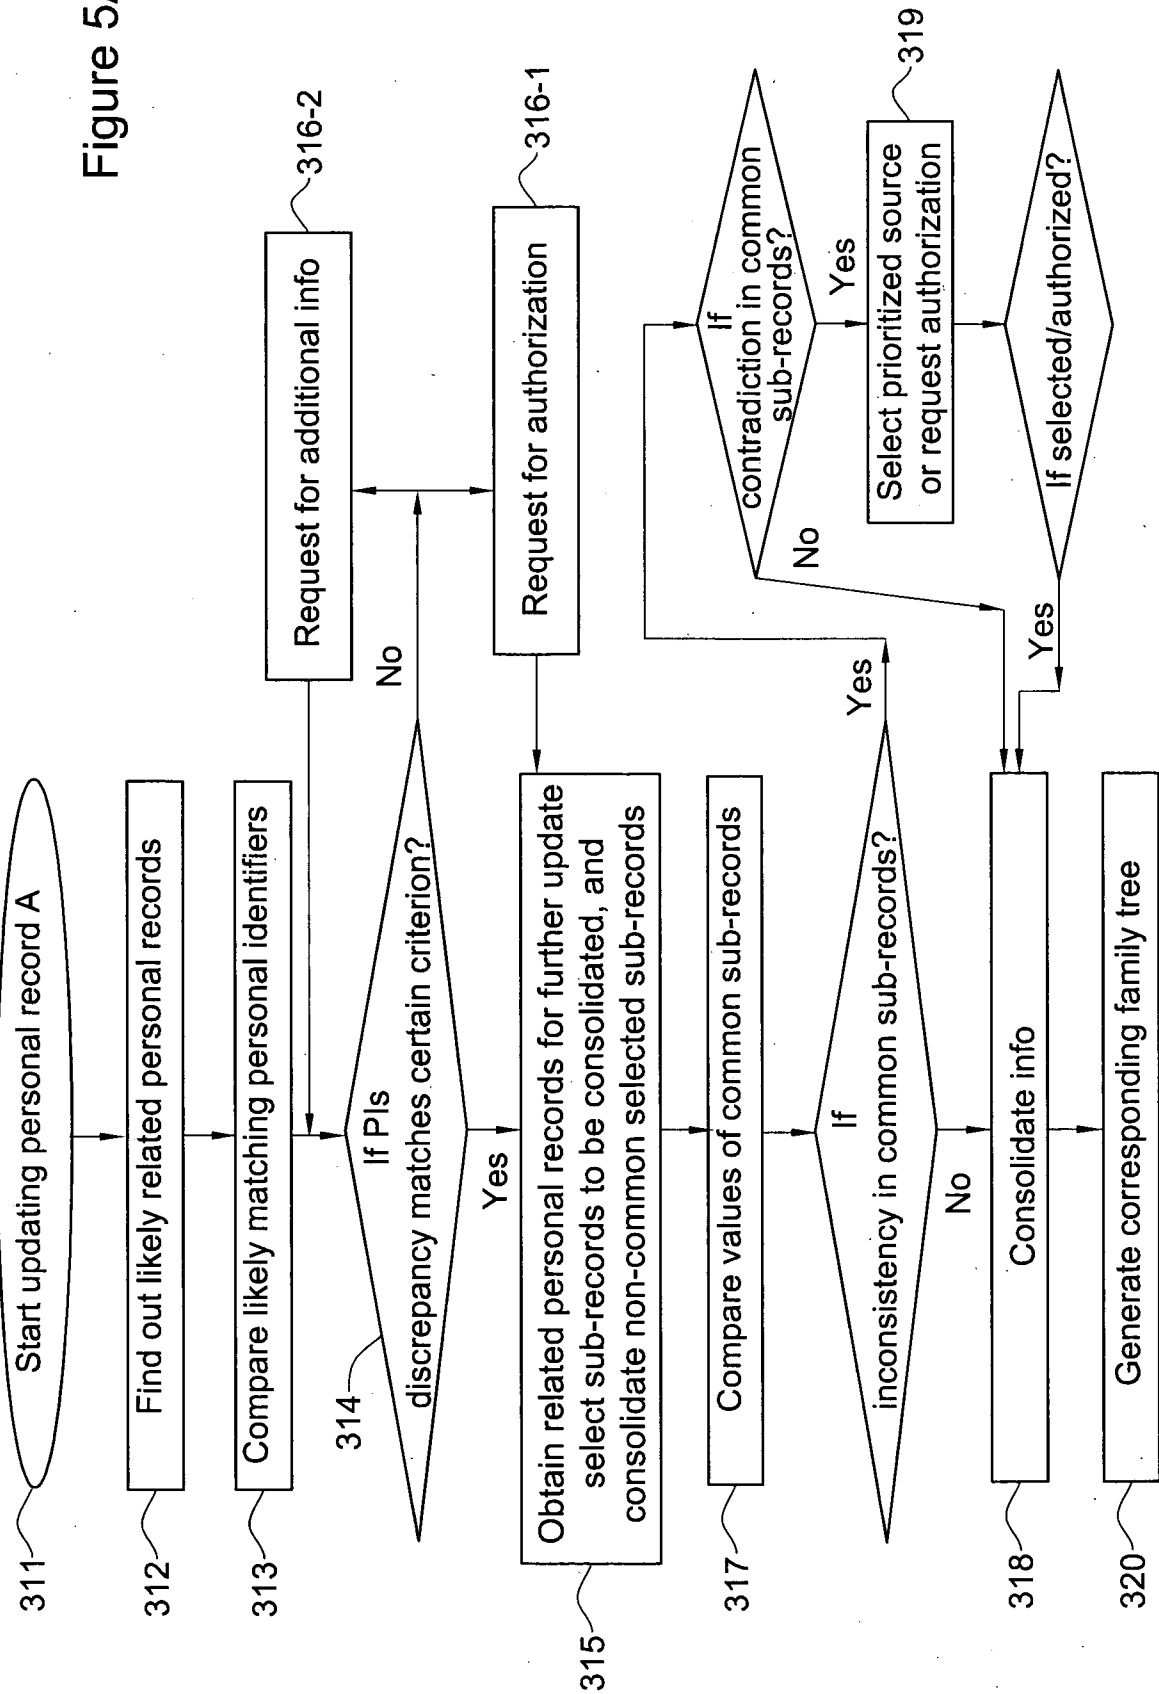 Figure 5A
311
Start updating personal record A
312
Find out likely related personal records
313
Compare likely matching personal identifiers
314
If PIs
discrepancy matches certain criterion?
No
Yes
Request for additional info
316-2
Request for authorization
316-1
315
Obtain related personal records for further update
select sub-records to be consolidated, and
consolidate non-common selected sub-records
317
Compare values of common sub-records
If
inconsistency in common sub-records?
Yes
No
If
contradiction in common
sub-records?
No
Yes
Select prioritized source
or request authorization
319
If selected/authorized?
Yes
318
Consolidate info
320
Generate corresponding family tree